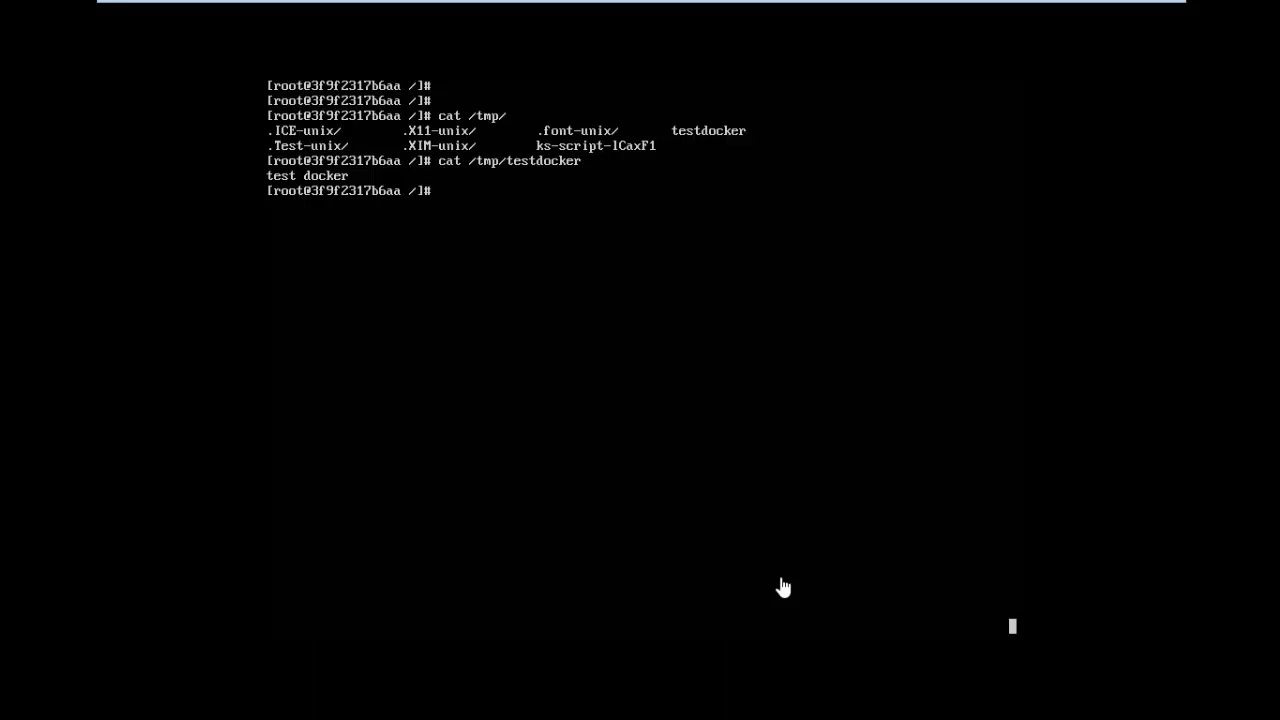 [root@3f9f2317b6aa /]#
[root@3f9f2317b6aa /]#
[root@3f9f2317b6aa /]# cat /tmp/
.ICE-unix/ .X11-unix/ .font-unix/ testdocker
.Test-unix/ .XIM-unix/ ks-script-lCaxF1
[root@3f9f2317b6aa /]# cat /tmp/testdocker
test docker
[root@3f9f2317b6aa /]#